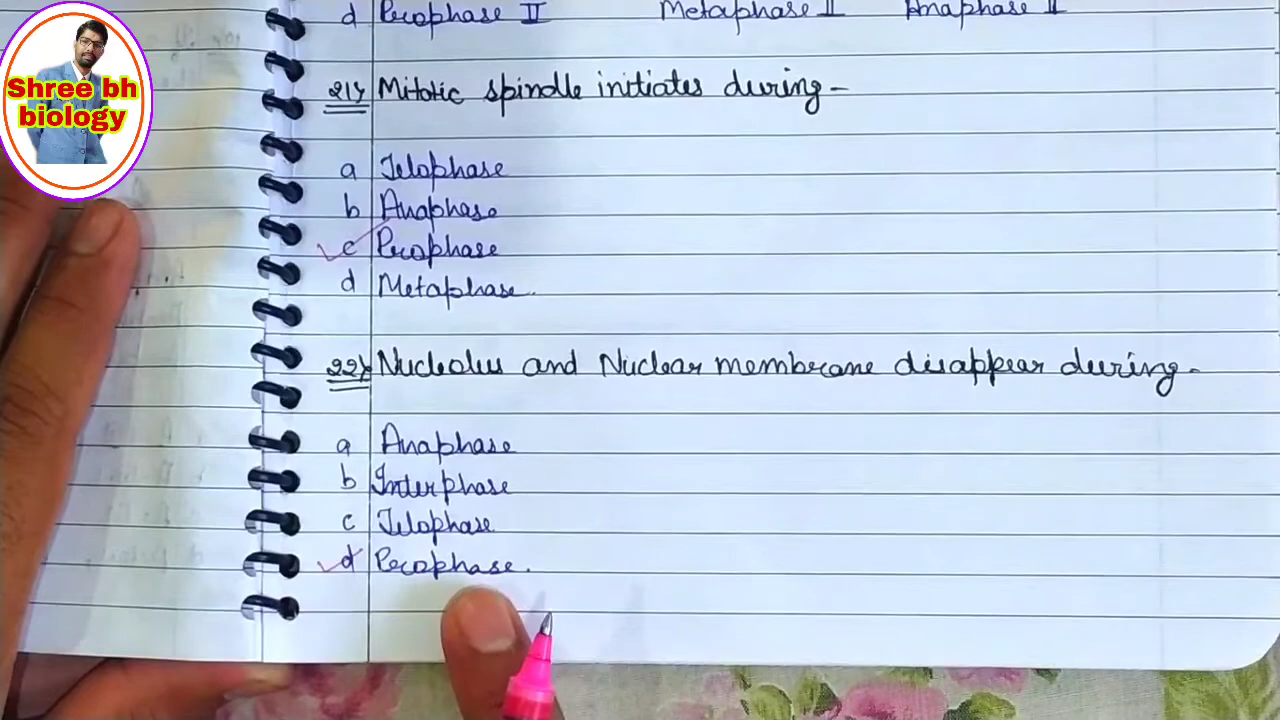 d Prophase II Metaphase II Anaphase II
Shree bh
biology
21) Mitotic spindle initiates during -
a Telophase
b Anaphase
c Prophase
d Metaphase.
22) Nucleolus and Nuclear membrane disappear during -
a Anaphase
b Interphase
c Telophase
d Prophase.